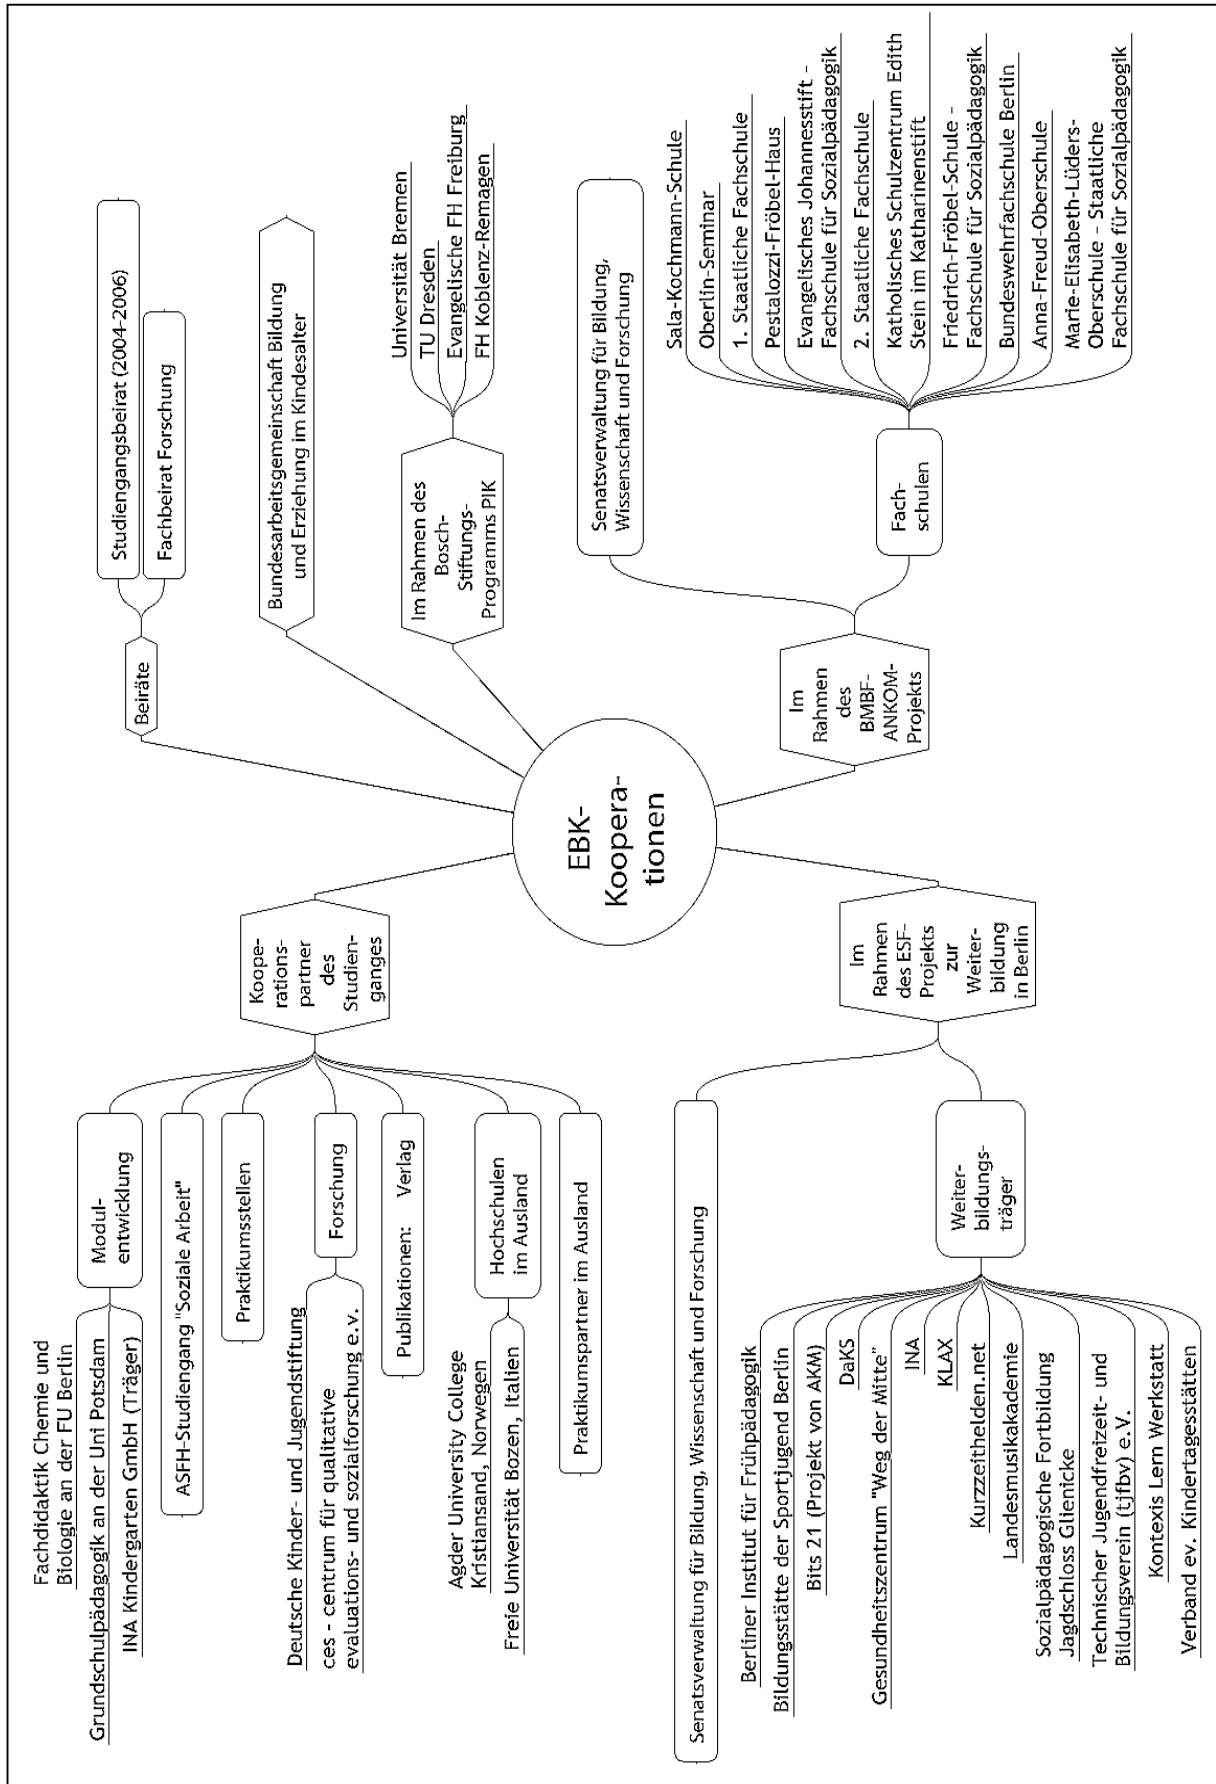 EBK-
Koopera-
tionen
Koope-
rations-
partner
des
Studien-
ganges
Modul-
entwicklung
Fachdidaktik Chemie und
Biologie an der FU Berlin
Grundschulpädagogik an der Uni Potsdam
INA Kindergarten GmbH (Träger)
ASFH-Studiengang "Soziale Arbeit"
Praktikumsstellen
Forschung
Deutsche Kinder- und Jugendstiftung
ces - centrum für qualitative
evaluations- und sozialforschung e.v.
Publikationen: Verlag
Hochschulen
im Ausland
Agder University College
Kristiansand, Norwegen
Freie Universität Bozen, Italien
Praktikumspartner im Ausland
Beiräte
Studiengangsbeirat (2004-2006)
Fachbeirat Forschung
Bundesarbeitsgemeinschaft Bildung
und Erziehung im Kindesalter
Im Rahmen des
Bosch-
Stiftungs-
Programms PIK
Universität Bremen
TU Dresden
Evangelische FH Freiburg
FH Koblenz-Remagen
Im
Rahmen
des
BMBF-
ANKOM-
Projekts
Senatsverwaltung für Bildung,
Wissenschaft und Forschung
Fach-
schulen
Sala-Kochmann-Schule
Oberlin-Seminar
1. Staatliche Fachschule
Pestalozzi-Fröbel-Haus
Evangelisches Johannesstift -
Fachschule für Sozialpädagogik
2. Staatliche Fachschule
Katholisches Schulzentrum Edith
Stein im Katharinenstift
Friedrich-Fröbel-Schule -
Fachschule für Sozialpädagogik
Bundeswehrfachschule Berlin
Anna-Freud-Oberschule
Marie-Elisabeth-Lüders-
Oberschule - Staatliche
Fachschule für Sozialpädagogik
Im
Rahmen
des ESF-
Projekts
zur
Weiter-
bildung
in Berlin
Senatsverwaltung für Bildung, Wissenschaft und Forschung
Weiter-
bildungs-
träger
Berliner Institut für Frühpädagogik
Bildungsstätte der Sportjugend Berlin
Bits 21 (Projekt von AKM)
DaKS
Gesundheitszentrum "Weg der Mitte"
INA
KLAX
Kurzzeithelden.net
Landesmusikakademie
Sozialpädagogische Fortbildung
Jagdschloss Glienicke
Technischer Jugendfreizeit- und
Bildungsverein (tjfbv) e.V.
Kontexis Lern Werkstatt
Verband ev. Kindertagesstätten